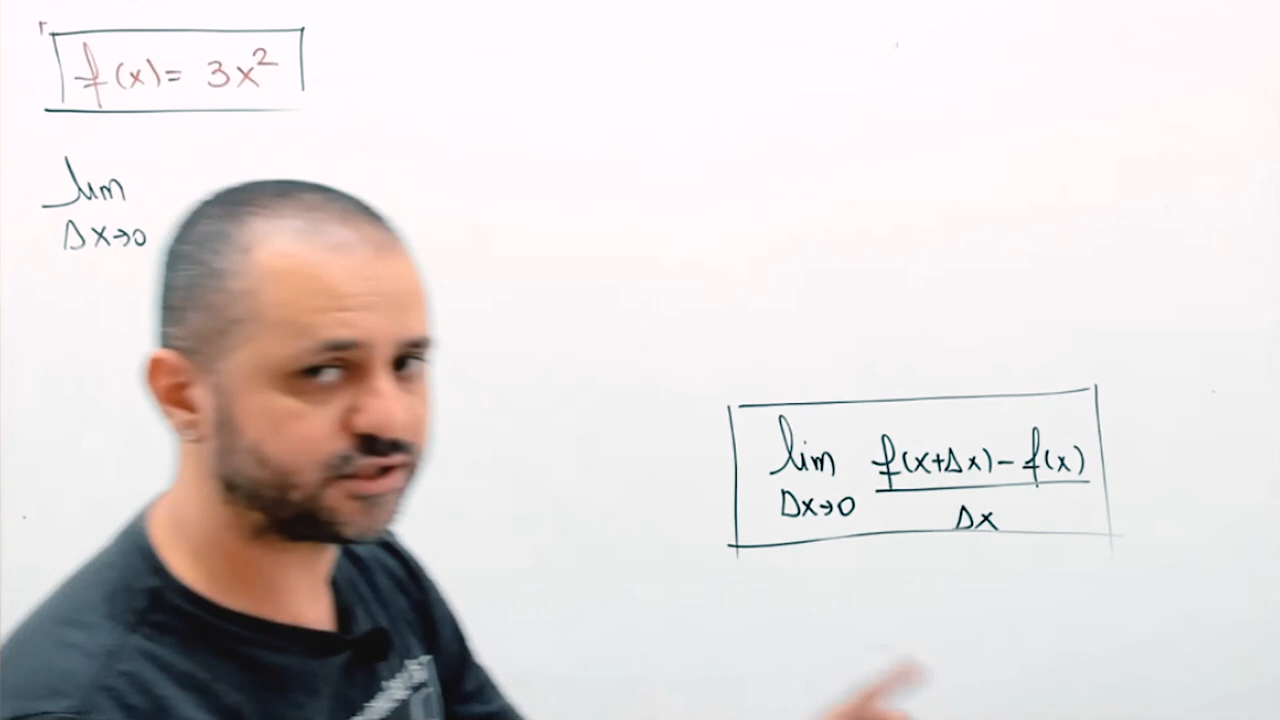 f(x) = 3x²
lim
Δx→0
lim f(x+Δx) - f(x)
Δx→0 Δx